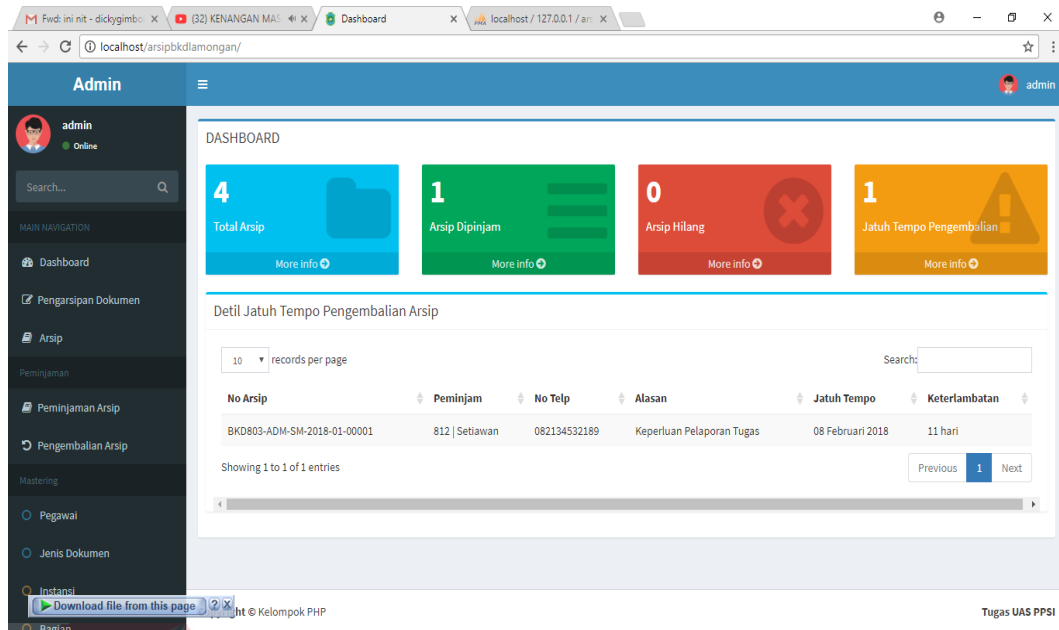 Fwd: ini nit - dickygimbo
(32) KENANGAN MAS
Dashboard
localhost / 127.0.0.1 / ars
localhost/arsipbkdlamongan/
Admin
admin
admin
Online
Search...
MAIN NAVIGATION
Dashboard
Pengarsipan Dokumen
Arsip
Peminjaman
Peminjaman Arsip
Pengembalian Arsip
Mastering
Pegawai
Jenis Dokumen
Instansi
Bagian
DASHBOARD
4
Total Arsip
More info
1
Arsip Dipinjam
More info
0
Arsip Hilang
More info
1
Jatuh Tempo Pengembalian
More info
Detil Jatuh Tempo Pengembalian Arsip
10 records per page
Search:
No Arsip Peminjam No Telp Alasan Jatuh Tempo Keterlambatan
BKD803-ADM-SM-2018-01-00001 812 | Setiawan 082134532189 Keperluan Pelaporan Tugas 08 Februari 2018 11 hari
Showing 1 to 1 of 1 entries
Previous 1 Next
Download file from this page ? X
ht © Kelompok PHP
Tugas UAS PPSI